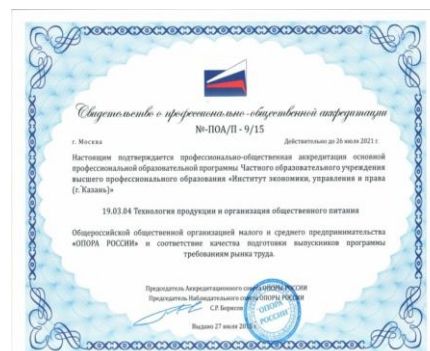 Свидетельство о профессионально-общественной аккредитации
№-ПОА/П - 9/15
г. Москва Действительно до 26 июля 2021 г.
Настоящим подтверждается профессионально-общественная аккредитация основной
профессиональной образовательной программы Частного образовательного учреждения
высшего профессионального образования «Институт экономики, управления и права
(г. Казань)»
19.03.04 Технология продукции и организация общественного питания
Общероссийской общественной организацией малого и среднего предпринимательства
«ОПОРА РОССИИ» и соответствие качества подготовки выпускников программы
требованиям рынка труда.
Председатель Аккредитационного совета ОПОРЫ РОССИИ
Председатель Наблюдательного совета ОПОРЫ РОССИИ
С.Р. Борисов
ОПОРА
РОССИИ
Выдано 27 июля